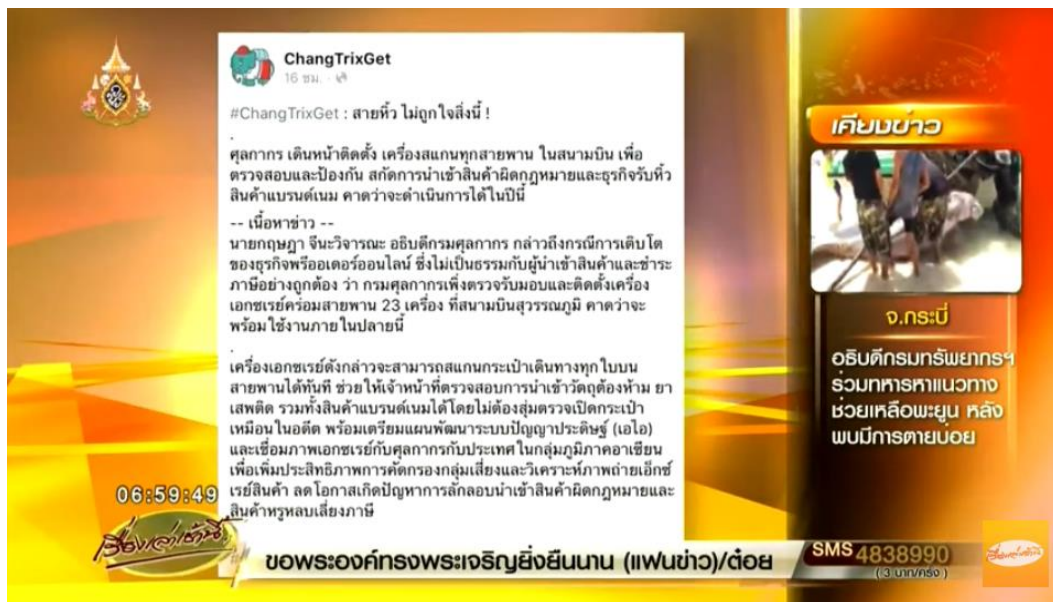 ChangTrixGet
16 ชม.
#ChangTrixGet : สายหิ้ว ไม่ถูกใจสิ่งนี้ !
.
ศุลกากร เดินหน้าติดตั้ง เครื่องสแกนทุกสายพาน ในสนามบิน เพื่อ
ตรวจสอบและป้องกัน สกัดการนำเข้าสินค้าผิดกฎหมายและธุรกิจรับหิ้ว
สินค้าแบรนด์เนม คาดว่าจะดำเนินการได้ในปีนี้
-- เนื้อหาข่าว --
นายกฤษฎา จีนะวิจารณะ อธิบดีกรมศุลกากร กล่าวถึงกรณีการเติบโต
ของธุรกิจพรีออเดอร์ออนไลน์ ซึ่งไม่เป็นธรรมกับผู้นำเข้าสินค้าและชำระ
ภาษีอย่างถูกต้อง ว่า กรมศุลกากรเพิ่งตรวจรับมอบและติดตั้งเครื่อง
เอกซเรย์คร่อมสายพาน 23 เครื่อง ที่สนามบินสุวรรณภูมิ คาดว่าจะ
พร้อมใช้งานภายในปลายนี้
.
เครื่องเอกซเรย์ดังกล่าวจะสามารถสแกนกระเป๋าเดินทางทุกใบบน
สายพานได้ทันที ช่วยให้เจ้าหน้าที่ตรวจสอบการนำเข้าวัตถุต้องห้าม ยา
เสพติด รวมทั้งสินค้าแบรนด์เนมได้โดยไม่ต้องสุ่มตรวจเปิดกระเป๋า
เหมือนในอดีต พร้อมเตรียมแผนพัฒนาระบบปัญญาประดิษฐ์ (เอไอ)
และเชื่อมภาพเอกซเรย์กับศุลกากรกับประเทศในกลุ่มภูมิภาคอาเซียน
เพื่อเพิ่มประสิทธิภาพการคัดกรองกลุ่มเสี่ยงและวิเคราะห์ภาพถ่ายเอ็กซ์
เรย์สินค้า ลดโอกาสเกิดปัญหาการลักลอบนำเข้าสินค้าผิดกฎหมายและ
สินค้าหรูหลบเลี่ยงภาษี
เคียงข่าว
จ.กระบี่
อธิบดีกรมทรัพยากรฯ
ร่วมทหารหาแนวทาง
ช่วยเหลือพะยูน หลัง
พบมีการตายบ่อย
06:59:49
เรื่องเล่าเช้านี้
ขอพระองค์ทรงพระเจริญยิ่งยืนนาน (แฟนข่าว)/ต๋อย
SMS 4838990
(3 บาท/ครั้ง)
เรื่องเล่าเช้านี้